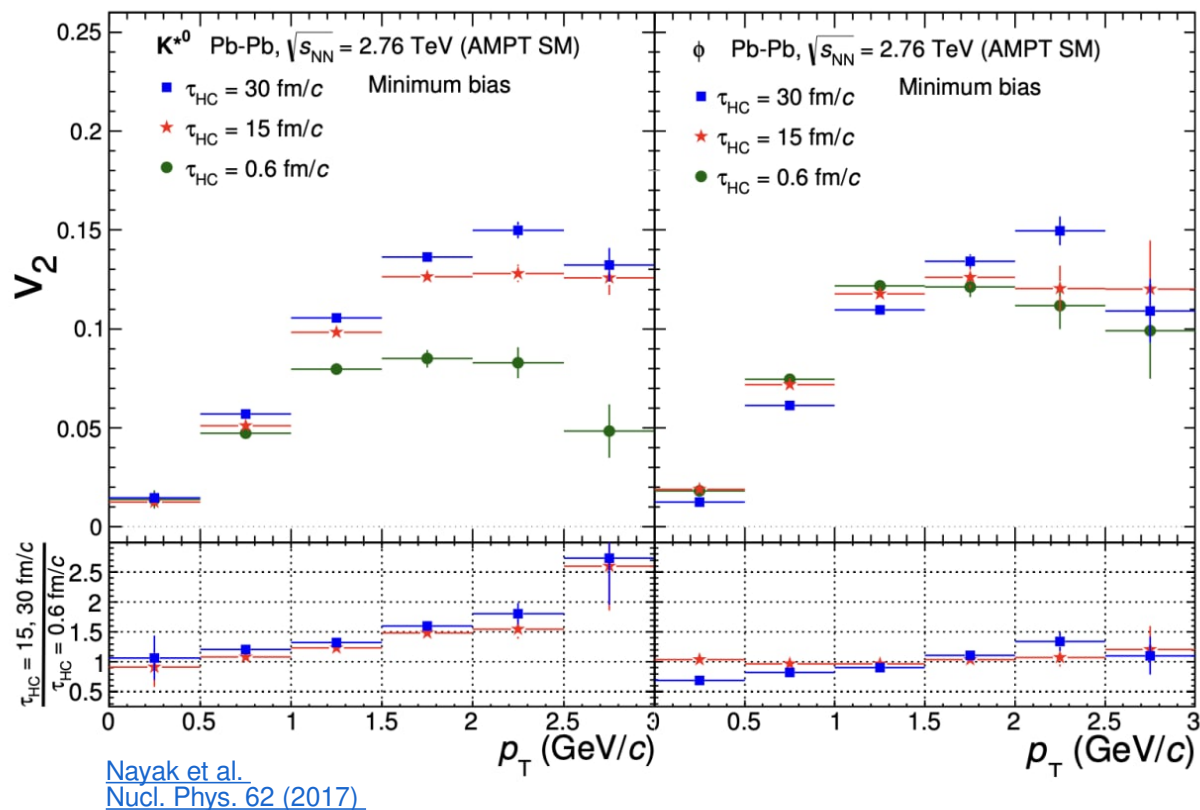 K*0 Pb-Pb, √sNN = 2.76 TeV (AMPT SM)
Minimum bias
τHC = 30 fm/c
τHC = 15 fm/c
τHC = 0.6 fm/c
ϕ Pb-Pb, √sNN = 2.76 TeV (AMPT SM)
Minimum bias
τHC = 30 fm/c
τHC = 15 fm/c
τHC = 0.6 fm/c
0.25
0.2
0.15
0.1
0.05
0
v2
τHC = 15, 30 fm/c
τHC = 0.6 fm/c
2.5
2
1.5
1
0.5
0 0.5 1 1.5 2 2.5 3 0.5 1 1.5 2 2.5 3
pT (GeV/c) pT (GeV/c)
Nayak et al.
Nucl. Phys. 62 (2017)